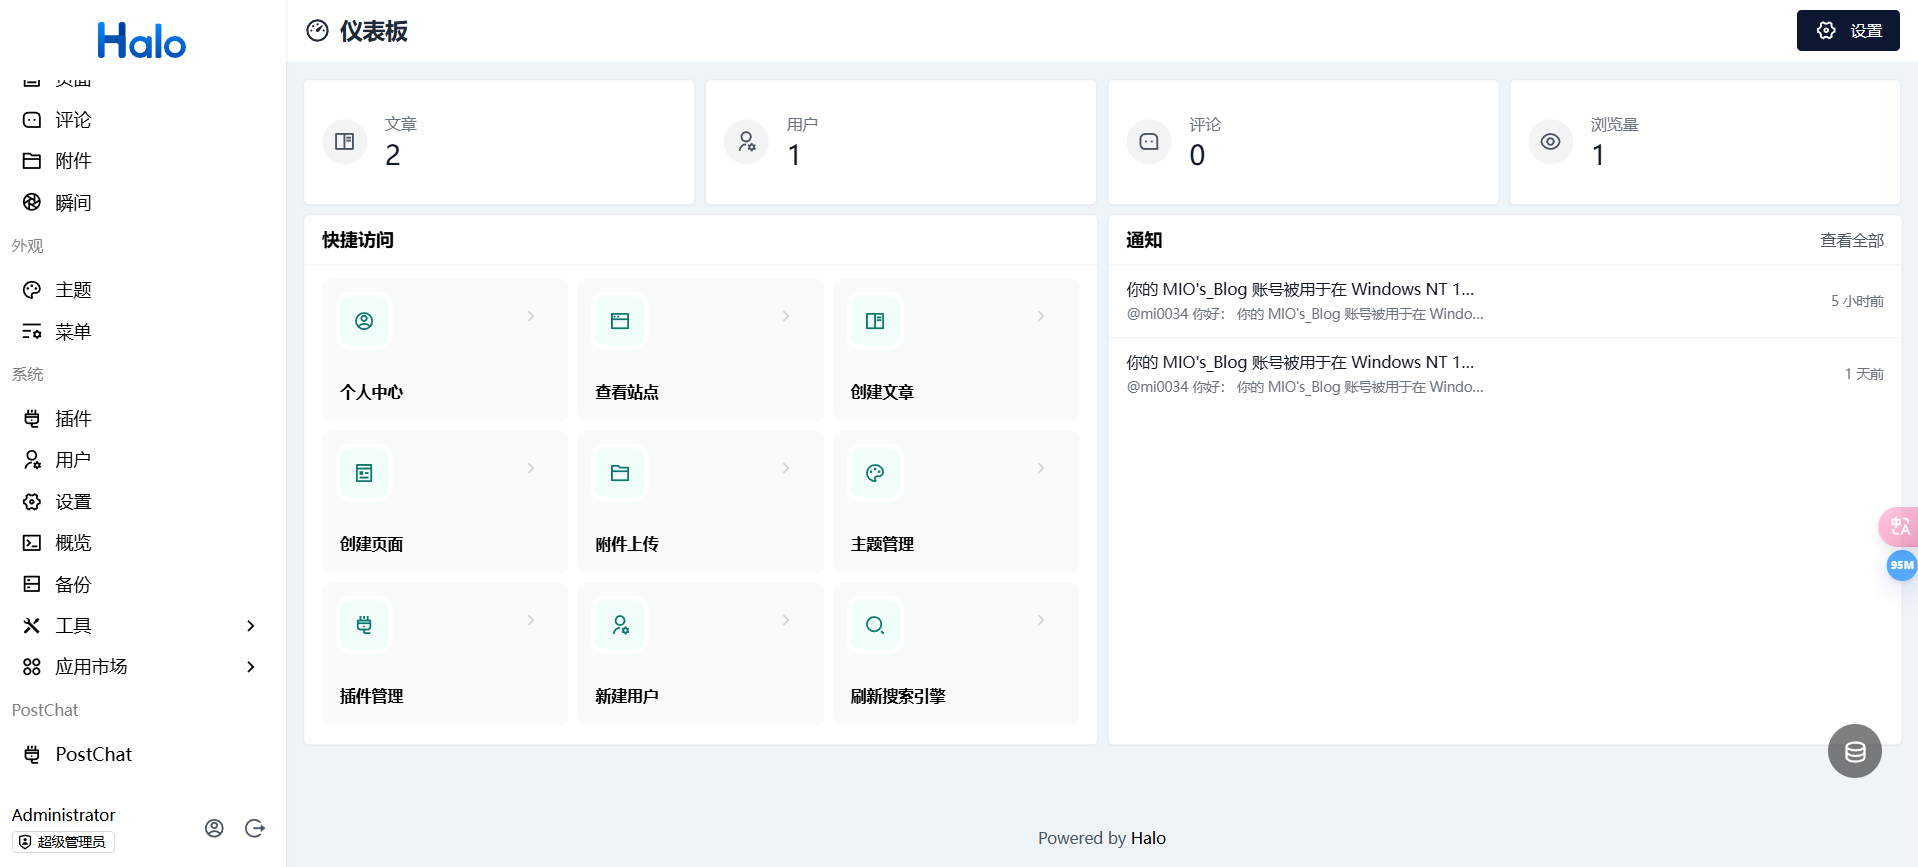 Halo
页面
评论
附件
瞬间
外观
主题
菜单
系统
插件
用户
设置
概览
备份
工具
应用市场
PostChat
PostChat
Administrator
超级管理员
仪表板
设置
文章
2
用户
1
评论
0
浏览量
1
快捷访问
个人中心
查看站点
创建文章
创建页面
附件上传
主题管理
插件管理
新建用户
刷新搜索引擎
通知
查看全部
你的 MIO's_Blog 账号被用于在 Windows NT 1...
@mi0034 你好： 你的 MIO's_Blog 账号被用于在 Windo...
5 小时前
你的 MIO's_Blog 账号被用于在 Windows NT 1...
@mi0034 你好： 你的 MIO's_Blog 账号被用于在 Windo...
1 天前
中A
95M
Powered by Halo